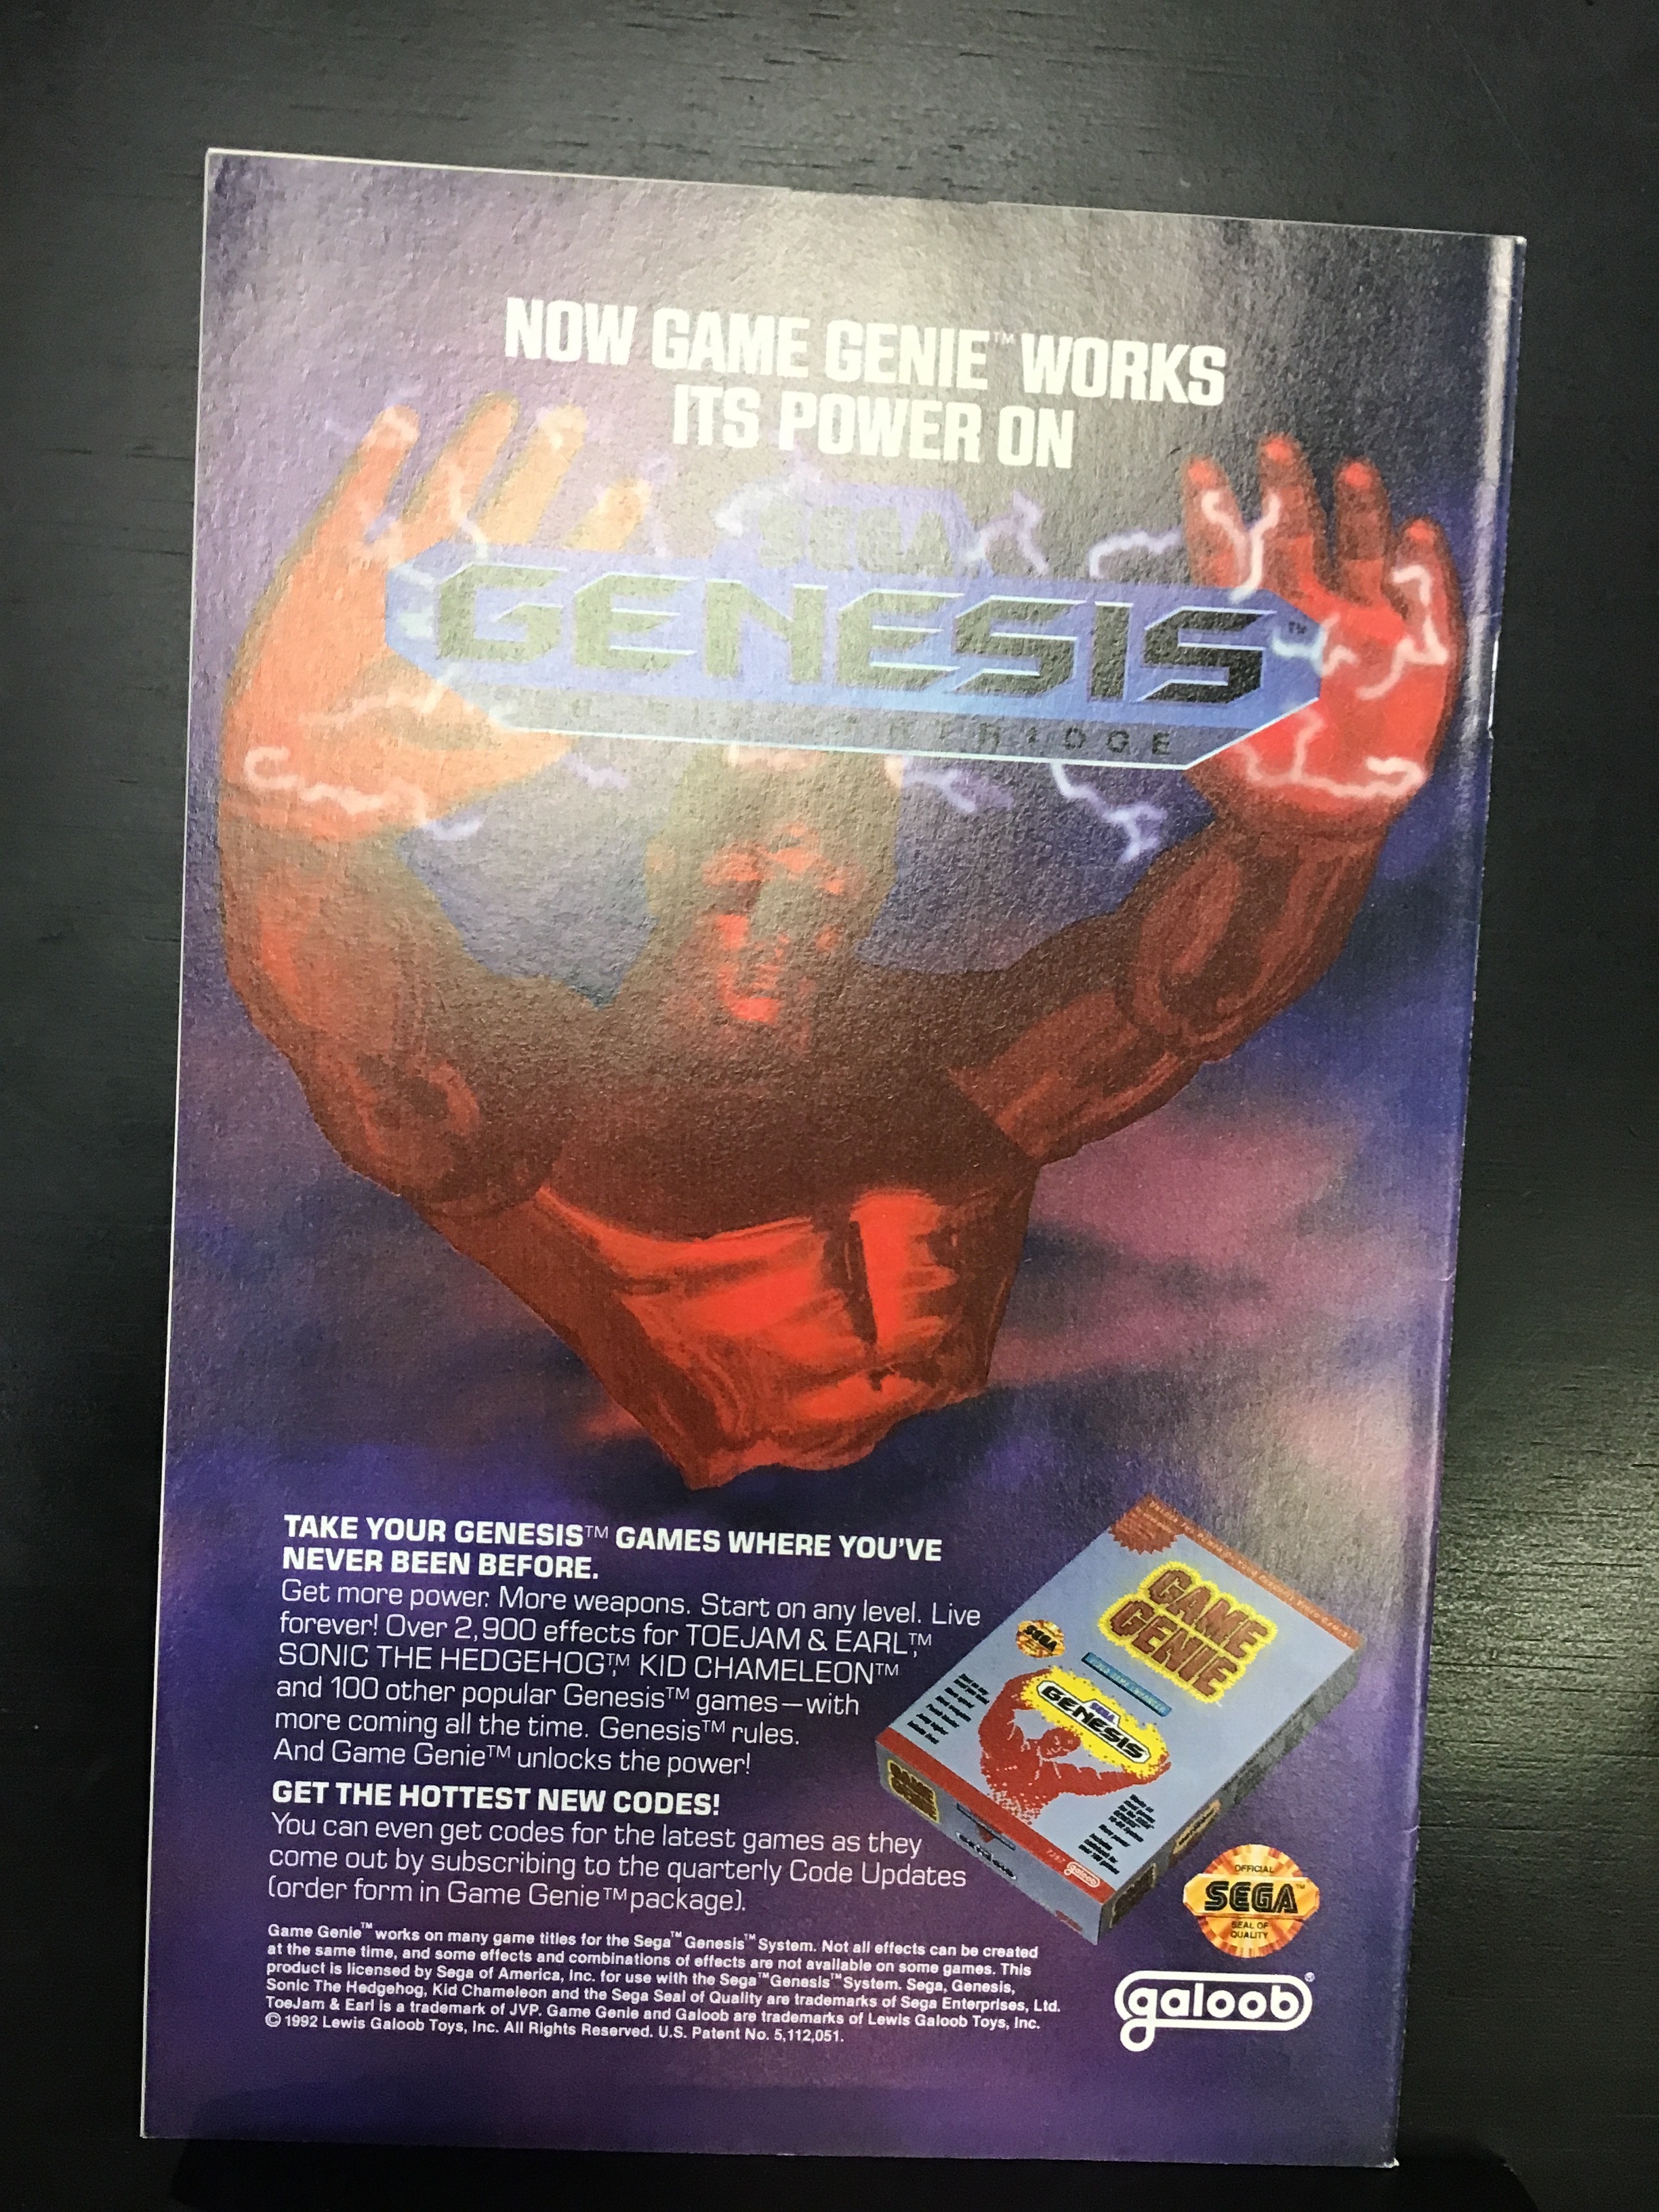 NOW GAME GENIE™ WORKS
ITS POWER ON
SEGA
GENESIS™
GAME GENIE
SEGA
GENESIS
TAKE YOUR GENESIS™ GAMES WHERE YOU'VE
NEVER BEEN BEFORE.
Get more power. More weapons. Start on any level. Live
forever! Over 2,900 effects for TOEJAM & EARL™,
SONIC THE HEDGEHOG™, KID CHAMELEON™
and 100 other popular Genesis™ games—with
more coming all the time. Genesis™ rules.
And Game Genie™ unlocks the power!
GET THE HOTTEST NEW CODES!
You can even get codes for the latest games as they
come out by subscribing to the quarterly Code Updates
(order form in Game Genie™ package).
Game Genie™ works on many game titles for the Sega™ Genesis™ System. Not all effects can be created
at the same time, and some effects and combinations of effects are not available on some games. This
product is licensed by Sega of America, Inc. for use with the Sega™ Genesis™ System. Sega, Genesis,
Sonic The Hedgehog, Kid Chameleon and the Sega Seal of Quality are trademarks of Sega Enterprises, Ltd.
ToeJam & Earl is a trademark of JVP. Game Genie and Galoob are trademarks of Lewis Galoob Toys, Inc.
© 1992 Lewis Galoob Toys, Inc. All Rights Reserved. U.S. Patent No. 5,112,051.
GAME
GENIE
SEGA
galoob
OFFICIAL
SEGA™
SEAL OF
QUALITY
galoob®